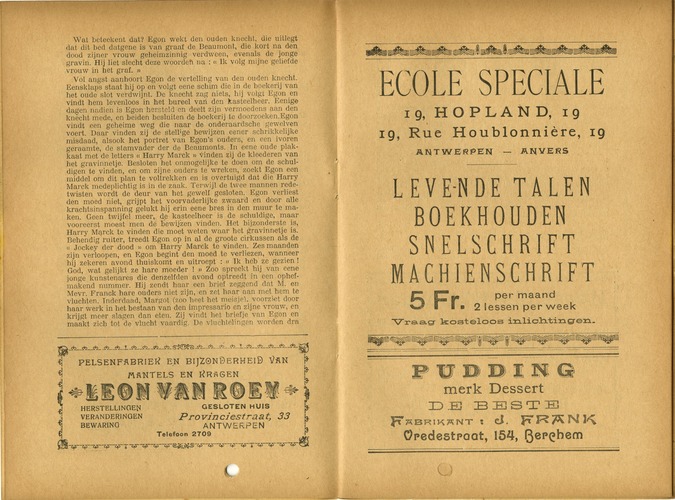 Wat beteekent dat? Egon wekt den ouden knecht, die uitlegt
dat dit bed datgene is van graaf de Beaumont, die kort na den
dood zijner vrouw geheimzinnig verdween, evenals de jonge
gravin. Hij liet slecht deze woorden na : « Ik volg mijne geliefde
vrouw in het graf. »
Vol angst aanhoort Egon de vertelling van den ouden knecht.
Eensklaps staat hij op en volgt eene schim die in de boekerij van
het oude slot verdwijnt. De knecht zag niets, hij volgt Egon en
vindt hem levenloos in het bureel van den kasteelheer. Eenige
dagen nadien is Egon hersteld en deelt zijn vermoedens aan den
knecht mede, en beiden besluiten de boekerij te doorzoeken. Egon
vindt een geheime weg die naar de onderaardsche gewelven
voert. Daar vinden zij de stellige bewijzen eener schrikkelijke
misdaad, alsook het portret van Egon's ouders, en een ivoren
geraamte, de stamvader der de Beaumonts. In eene oude plak-
kaat met de letters « Harry Marck » vinden zij de kleederen van
het gravinnetje. Besloten het onmogelijke te doen om de schul-
digen te vinden, en om zijne ouders te wreken, zoekt Egon een
middel om dit plan te voltrekken en is overtuigd dat die Harry
Marck medeplichtig is in de zaak. Terwijl de twee mannen rede-
twisten wordt de deur van het gewelf gesloten. Egon verliest
den moed niet, grijpt het voorvaderlijke zwaard en door alle
krachtsinspanning gelukt hij erin eene bres in den muur te ma-
ken. Geen twijfel meer, de kasteelheer is de schuldige, maar
vooreerst moest men de bewijzen vinden. Het bijzonderste is,
Harry Marck te vinden die moet weten waar het gravinnetje is.
Behendig ruiter, treedt Egon op in al de groote cirkussen als de
« Jockey der dood » om Harry Marck te vinden. Zes maanden
zijn verloopen, en Egon begint den moed te verliezen, wanneer
hij zekeren avond thuiskomt en uitroept : « Ik heb ze gezien!
God, wat gelijkt ze hare moeder ! » Zoo spreekt hij van eene
jonge kunstenares die denzelfden avond optreedt in een ophef-
makend nummer. Hij zendt haar een brief zeggend dat M. en
Mevr. Franck hare ouders niet zijn, en zet haar aan met hem te
vluchten. Inderdaad, Margot (zoo heet het meisje), voorziet door
haar werk in het bestaan van den impressario en zijne vrouw, en
krijgt meer slagen dan eten. Zij vindt het briefje van Egon en
maakt zich tot de vlucht vaardig. De vluchtelingen worden dra
PELSENFABRIEK EN BIJZONDERHEID VAN
MANTELS EN KRAGEN
LEON VAN ROEY
HERSTELLINGEN
VERANDERINGEN
BEWARING
GESLOTEN HUIS
Provinciestraat, 33
ANTWERPEN
Telefoon 2709
ECOLE SPECIALE
19, HOPLAND, 19
19, Rue Houblonnière, 19
ANTWERPEN — ANVERS
LEVENDE TALEN
BOEKHOUDEN
SNELSCHRIFT
MACHIENSCHRIFT
5 Fr. per maand
2 lessen per week
Vraag kosteloos inlichtingen.
PUDDING
merk Dessert
DE BESTE
FABRIKANT : J. FRANK
Oredestraat, 154, Berchem